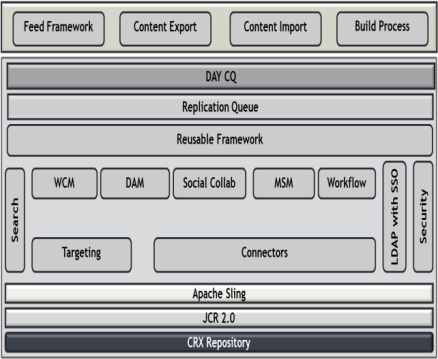 Feed Framework
Content Export
Content Import
Build Process
DAY CQ
Replication Queue
Reusable Framework
Search
WCM
DAM
Social Collab
MSM
Workflow
LDAP with SSO
Security
Targeting
Connectors
Apache Sling
JCR 2.0
CRX Repository